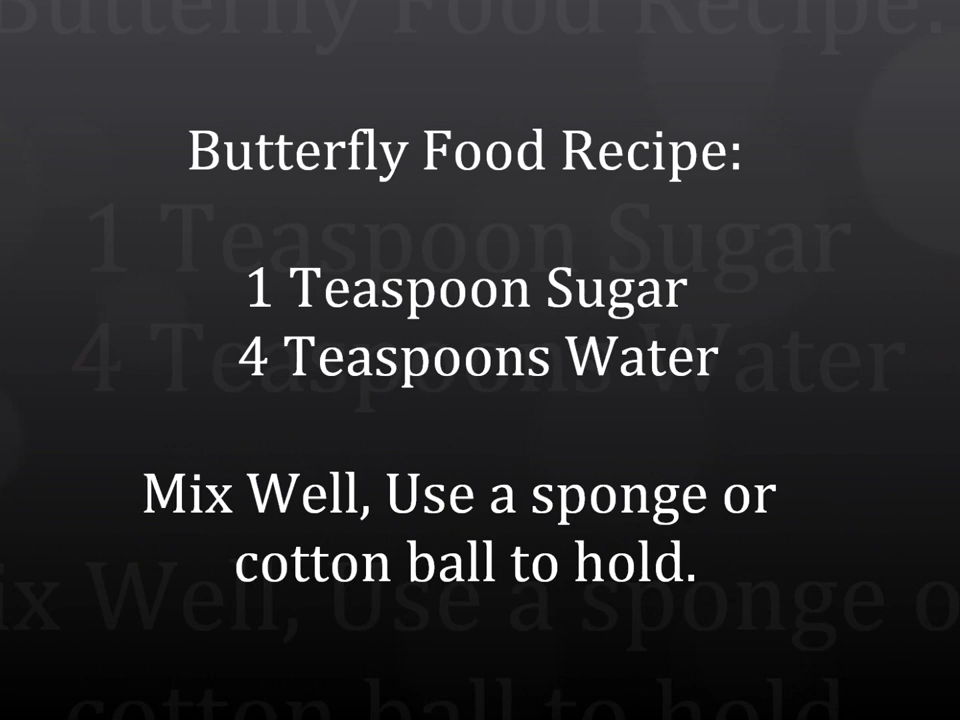 Butterfly Food Recipe:
1 Teaspoon Sugar
4 Teaspoons Water
Mix Well, Use a sponge or
cotton ball to hold.